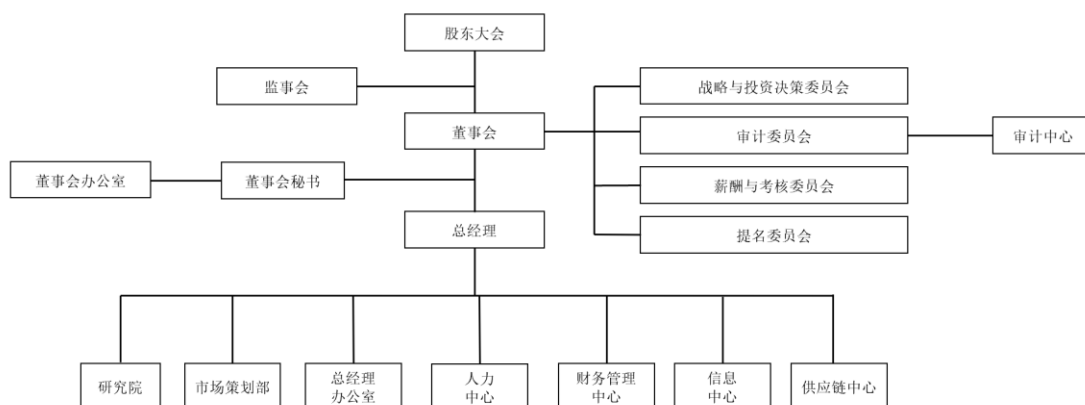 股东大会
监事会
战略与投资决策委员会
董事会
审计委员会
审计中心
董事会办公室
董事会秘书
薪酬与考核委员会
总经理
提名委员会
研究院
市场策划部
总经理
办公室
人力
中心
财务管理
中心
信息
中心
供应链中心